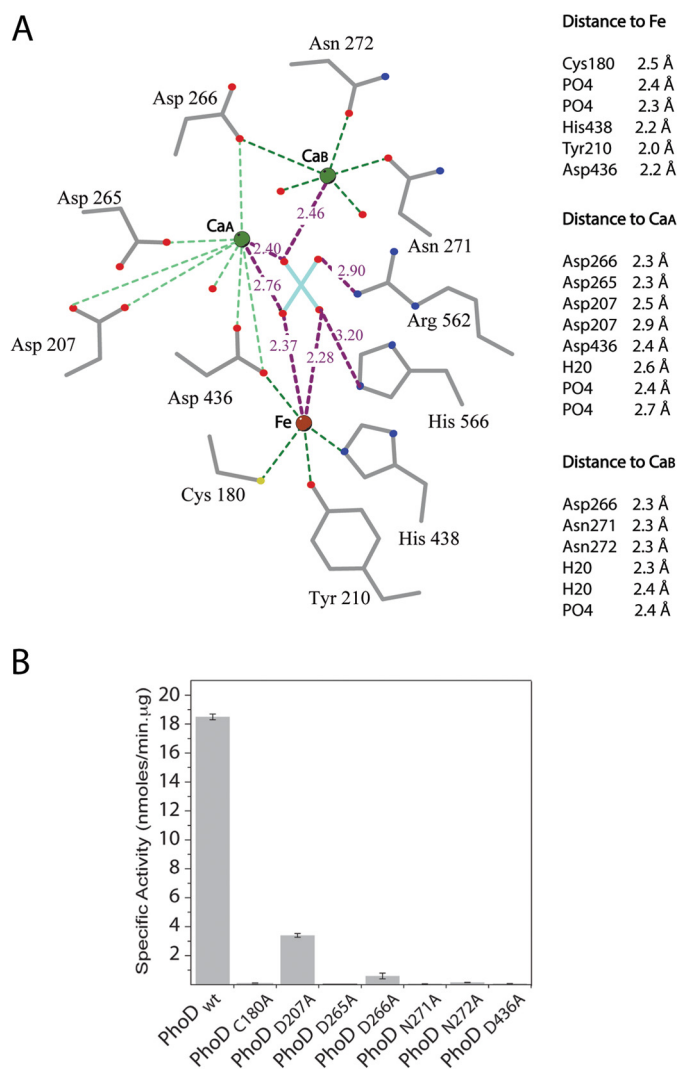 A
Asn 272
Asp 266
CaB
Asp 265
CaA
2.46
2.40
Asn 271
2.76
2.90
Arg 562
Asp 207
2.37
2.28
3.20
Asp 436
His 566
Fe
Cys 180
His 438
Tyr 210
Distance to Fe
Cys180 2.5 Å
PO4 2.4 Å
PO4 2.3 Å
His438 2.2 Å
Tyr210 2.0 Å
Asp436 2.2 Å
Distance to CaA
Asp266 2.3 Å
Asp265 2.3 Å
Asp207 2.5 Å
Asp207 2.9 Å
Asp436 2.4 Å
H20 2.6 Å
PO4 2.4 Å
PO4 2.7 Å
Distance to CaB
Asp266 2.3 Å
Asn271 2.3 Å
Asn272 2.3 Å
H20 2.3 Å
H20 2.4 Å
PO4 2.4 Å
B
Specific Activity (nmoles/min.µg)
20
18
16
14
12
10
8
6
4
2
PhoD wt
PhoD C180A
PhoD D207A
PhoD D265A
PhoD D266A
PhoD N271A
PhoD N272A
PhoD D436A